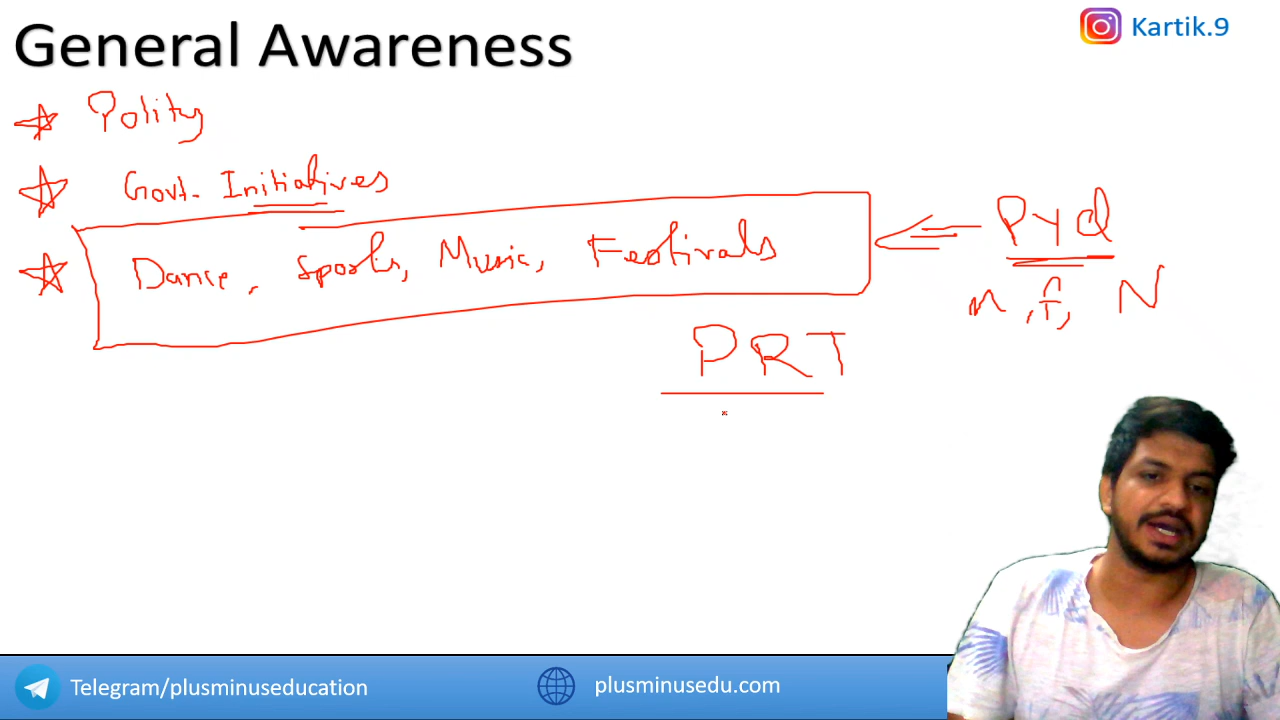 General Awareness
Kartik.9
Polity
Govt. Initiatives
Dance, Sports, Music, Festivals
Pyq
N
PRT
Telegram/plusminuseducation
plusminusedu.com